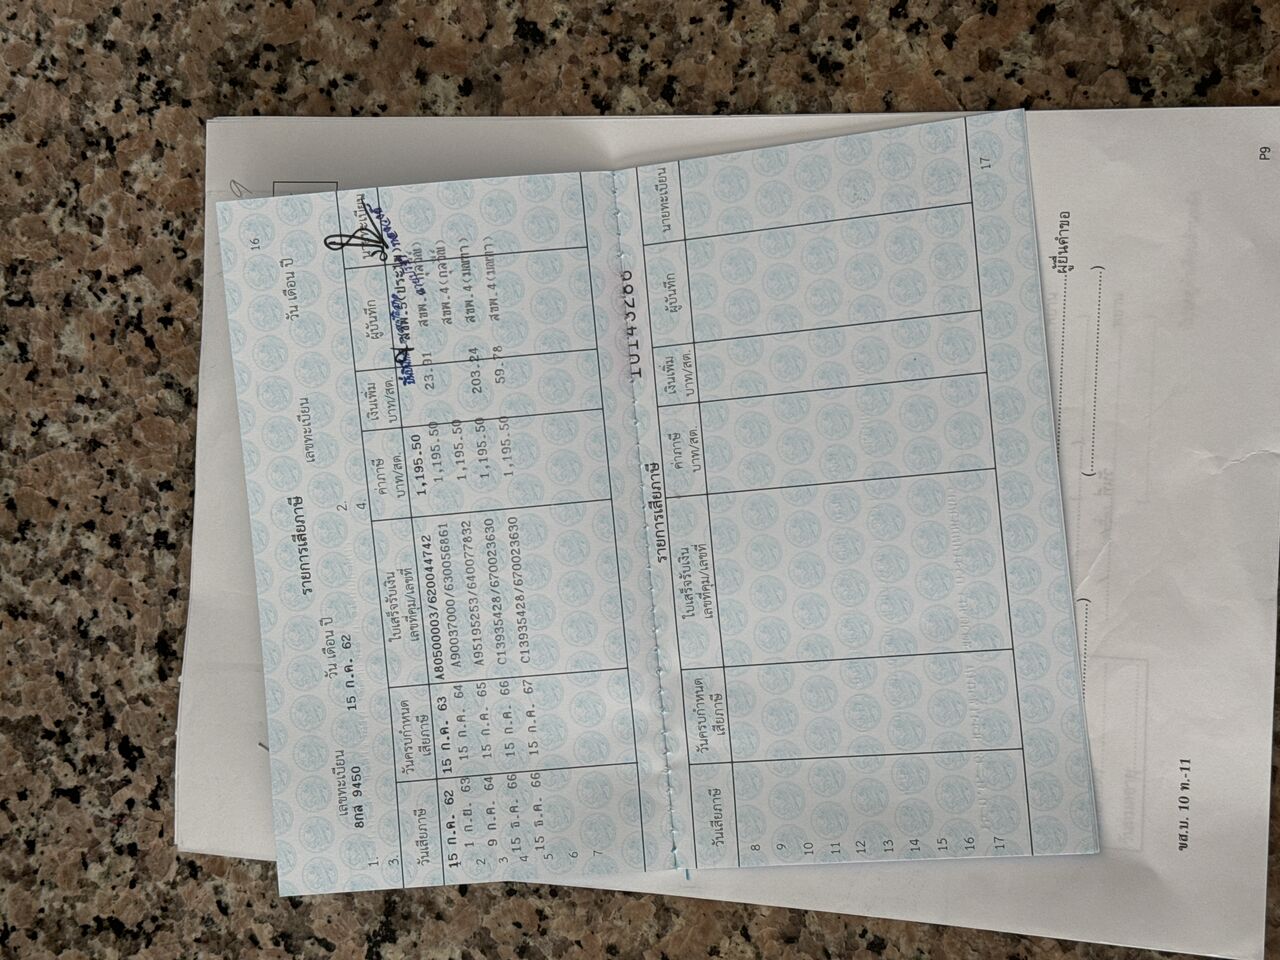 16
รายการเสียภาษี
เลขทะเบียน วัน เดือน ปี เลขทะเบียน วัน เดือน ปี
1. 8กส 9450 15 ก.ค. 62 2.
3. 4.
วันเสียภาษี วันครบกำหนดเสียภาษี ใบเสร็จรับเงิน เลขที่คุม/เลขที่ ค่าภาษี บาท/สต. เงินเพิ่ม บาท/สต. ผู้บันทึก นายทะเบียน
15 ก.ค. 62 15 ก.ค. 63 A80500003/620044742 1,195.50 สขพ.5(ประ
1 1 ก.ย. 63 15 ก.ค. 64 A90037000/630056861 1,195.50 23.91 สขพ.
2 9 ก.ค. 64 15 ก.ค. 65 A95195253/640077832 1,195.50 สขพ.4
3 15 ธ.ค. 66 15 ก.ค. 66 C13935428/670023630 1,195.50 203.24 สขพ.4(มณฑา)
4 15 ธ.ค. 66 15 ก.ค. 67 C13935428/670023630 1,195.50 59.78 สขพ.4(มณฑา)
5
6
7
รายการเสียภาษี
วันเสียภาษี วันครบกำหนดเสียภาษี ใบเสร็จรับเงิน เลขที่คุม/เลขที่ ค่าภาษี บาท/สต. เงินเพิ่ม บาท/สต. ผู้บันทึก นายทะเบียน
8
9
10
11
12
13
14
15
16
17
17
ผู้ยื่นคำขอ
(....................)
ขส.บ. 10 ท.-11
P9